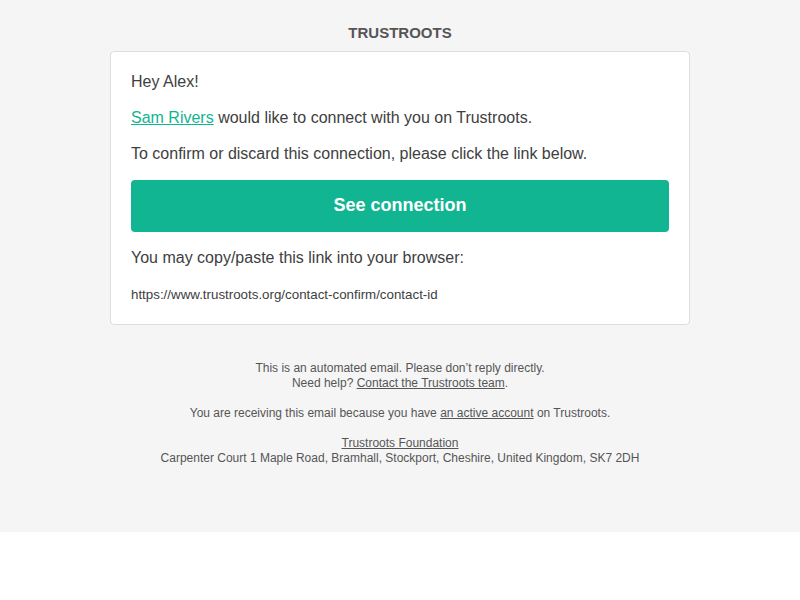 TRUSTROOTS
Hey Alex!
Sam Rivers would like to connect with you on Trustroots.
To confirm or discard this connection, please click the link below.
See connection
You may copy/paste this link into your browser:
https://www.trustroots.org/contact-confirm/contact-id
This is an automated email. Please don’t reply directly.
Need help? Contact the Trustroots team.
You are receiving this email because you have an active account on Trustroots.
Trustroots Foundation
Carpenter Court 1 Maple Road, Bramhall, Stockport, Cheshire, United Kingdom, SK7 2DH